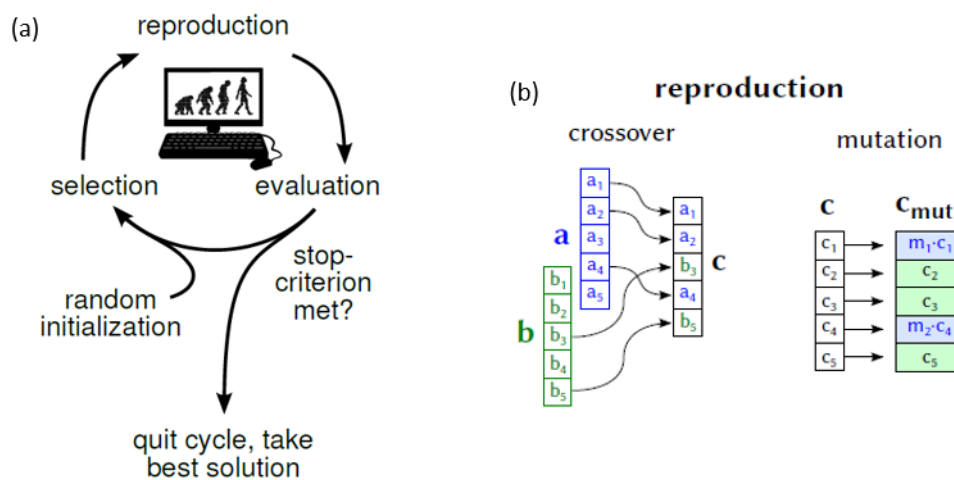 (a)
reproduction
selection
evaluation
random
initialization
stop-
criterion
met?
quit cycle, take
best solution
(b)
reproduction
crossover
a
a₁
a₂
a₃
a₄
a₅
b
b₁
b₂
b₃
b₄
b₅
a₁
a₂
b₃
a₄
b₅
c
mutation
c
c₁
c₂
c₃
c₄
c₅
c_mut
m₁·c₁
c₂
c₃
m₂·c₄
c₅